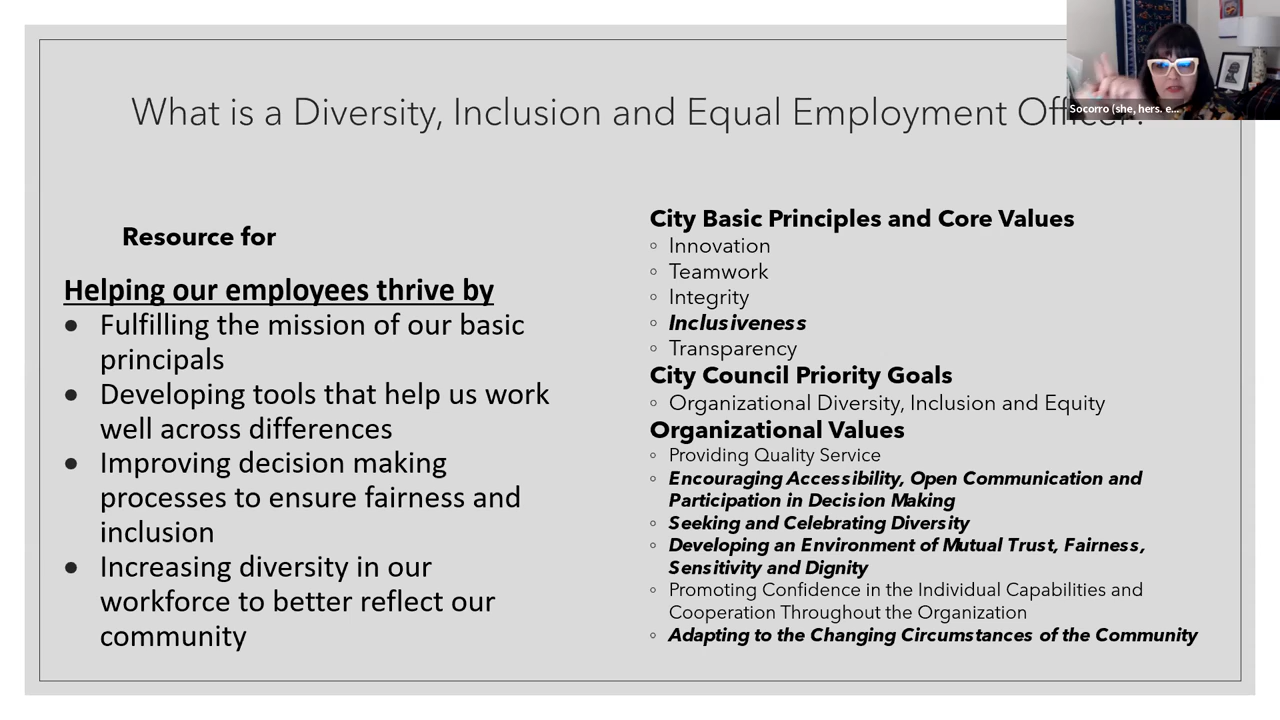 What is a Diversity, Inclusion and Equal Employment Officer?
Socorro (she, hers. e...
Resource for
Helping our employees thrive by
● Fulfilling the mission of our basic
principals
● Developing tools that help us work
well across differences
● Improving decision making
processes to ensure fairness and
inclusion
● Increasing diversity in our
workforce to better reflect our
community
City Basic Principles and Core Values
◦ Innovation
◦ Teamwork
◦ Integrity
◦ Inclusiveness
◦ Transparency
City Council Priority Goals
◦ Organizational Diversity, Inclusion and Equity
Organizational Values
◦ Providing Quality Service
◦ Encouraging Accessibility, Open Communication and
Participation in Decision Making
◦ Seeking and Celebrating Diversity
◦ Developing an Environment of Mutual Trust, Fairness,
Sensitivity and Dignity
◦ Promoting Confidence in the Individual Capabilities and
Cooperation Throughout the Organization
◦ Adapting to the Changing Circumstances of the Community